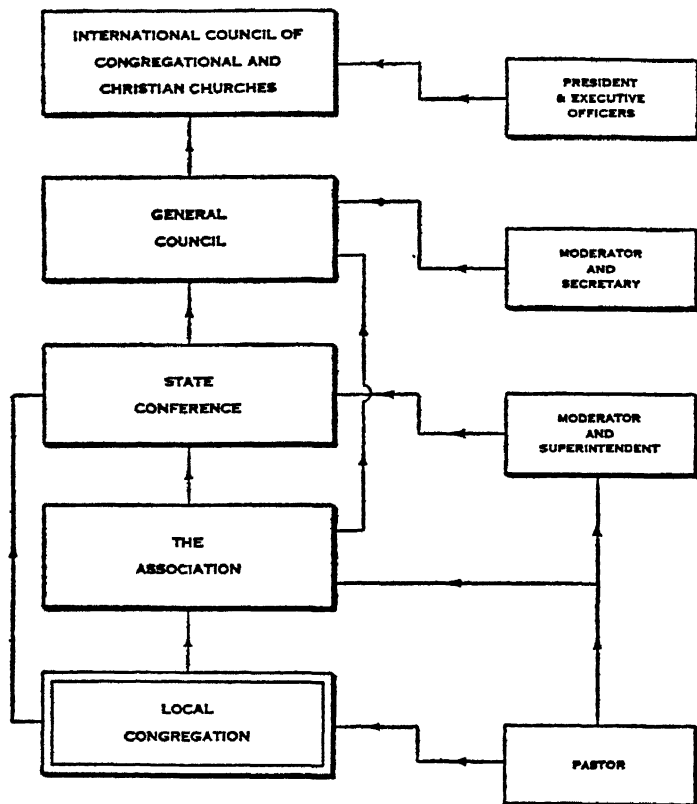 INTERNATIONAL COUNCIL OF
CONGREGATIONAL AND
CHRISTIAN CHURCHES
PRESIDENT
& EXECUTIVE
OFFICERS
GENERAL
COUNCIL
MODERATOR
AND
SECRETARY
STATE
CONFERENCE
MODERATOR
AND
SUPERINTENDENT
THE
ASSOCIATION
LOCAL
CONGREGATION
PASTOR